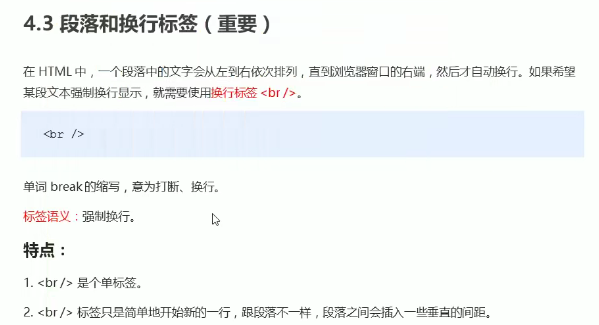 4.3 段落和换行标签（重要）
在 HTML 中，一个段落中的文字会从左到右依次排列，直到浏览器窗口的右端，然后才自动换行。如果希望
某段文本强制换行显示，就需要使用换行标签 <br />。
<br />
单词 break的缩写，意为打断、换行。
标签语义：强制换行。
特点：
1. <br /> 是个单标签。
2. <br /> 标签只是简单地开始新的一行，跟段落不一样，段落之间会插入一些垂直的间距。